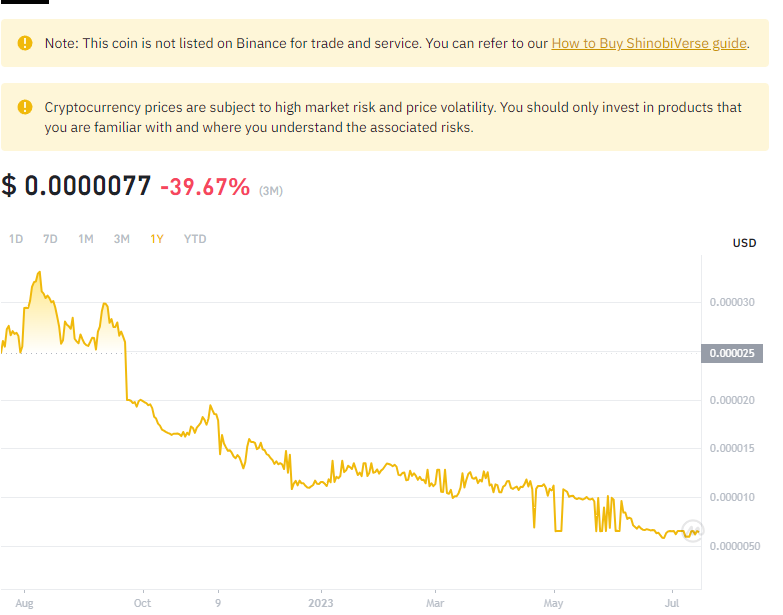 Note: This coin is not listed on Binance for trade and service. You can refer to our How to Buy ShinobiVerse guide.
Cryptocurrency prices are subject to high market risk and price volatility. You should only invest in products that
you are familiar with and where you understand the associated risks.
$ 0.0000077 -39.67% (3M)
1D 7D 1M 3M 1Y YTD
USD
0.000030
0.000025
0.000020
0.000015
0.000010
0.0000050
Aug Oct 9 2023 Mar May Jul